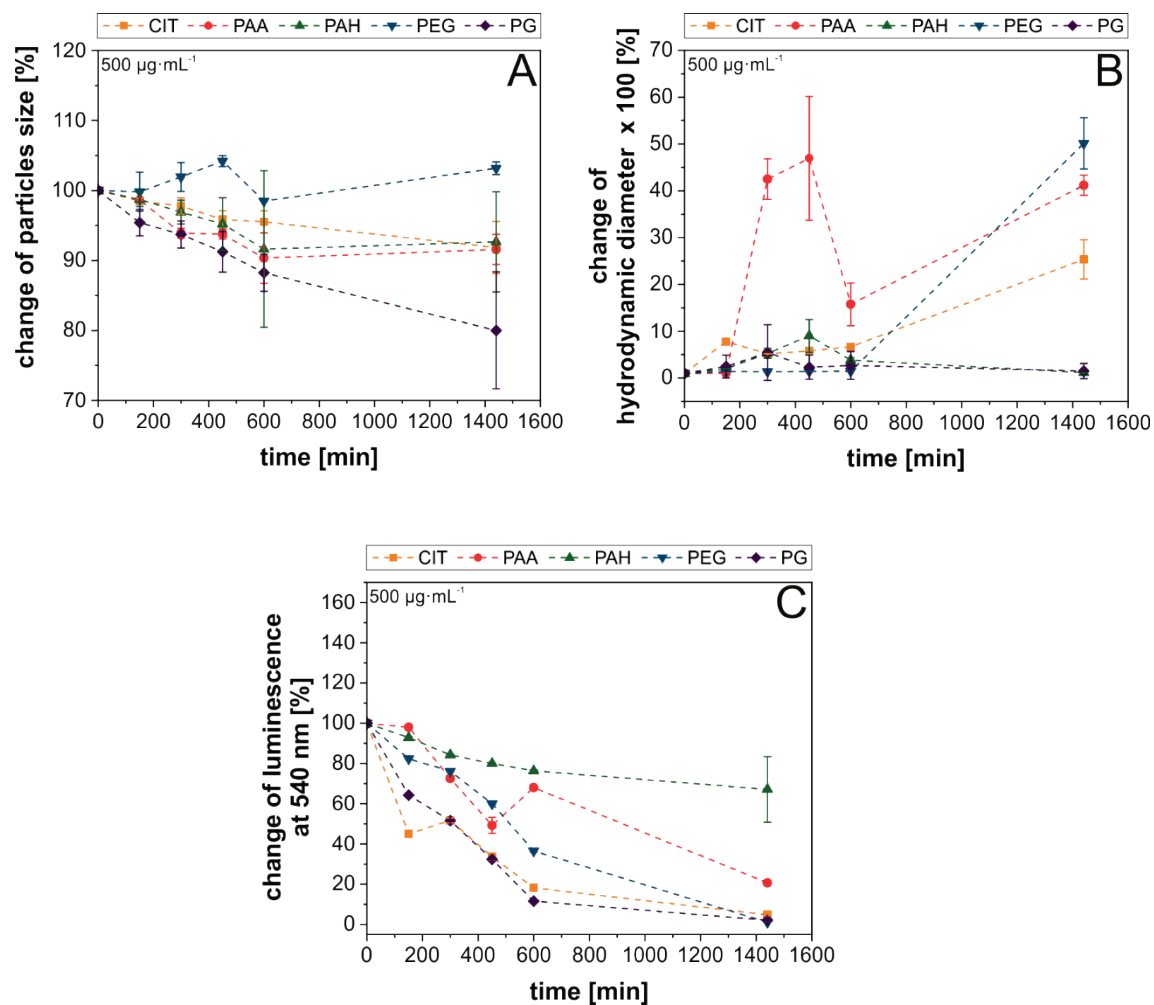 CIT PAA PAH PEG PG
500 µg·mL⁻¹
A
change of particles size [%]
120
110
100
90
80
70
0 200 400 600 800 1000 1200 1400 1600
time [min]
CIT PAA PAH PEG PG
500 µg·mL⁻¹
B
change of
hydrodynamic diameter x 100 [%]
70
60
50
40
30
20
10
0
0 200 400 600 800 1000 1200 1400 1600
time [min]
CIT PAA PAH PEG PG
500 µg·mL⁻¹
C
change of luminescence
at 540 nm [%]
160
140
120
100
80
60
40
20
0
0 200 400 600 800 1000 1200 1400 1600
time [min]